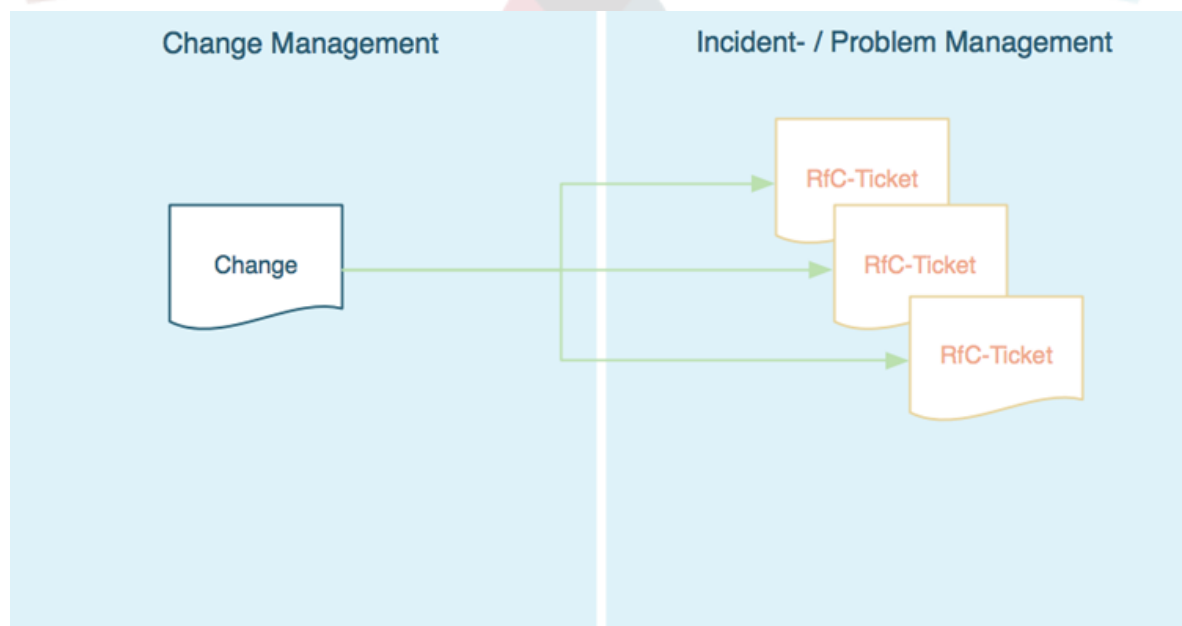 Change Management
Incident- / Problem Management
Change
RfC-Ticket
RfC-Ticket
RfC-Ticket